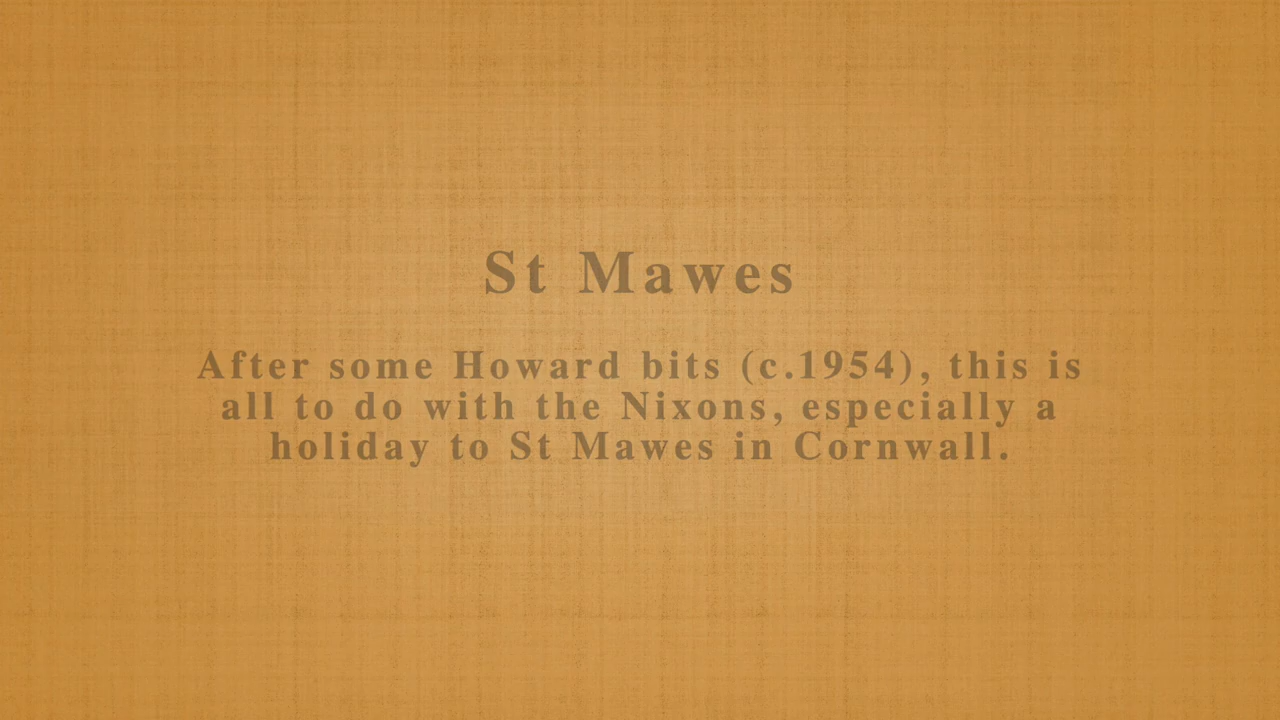 St Mawes
After some Howard bits (c.1954), this is
all to do with the Nixons, especially a
holiday to St Mawes in Cornwall.